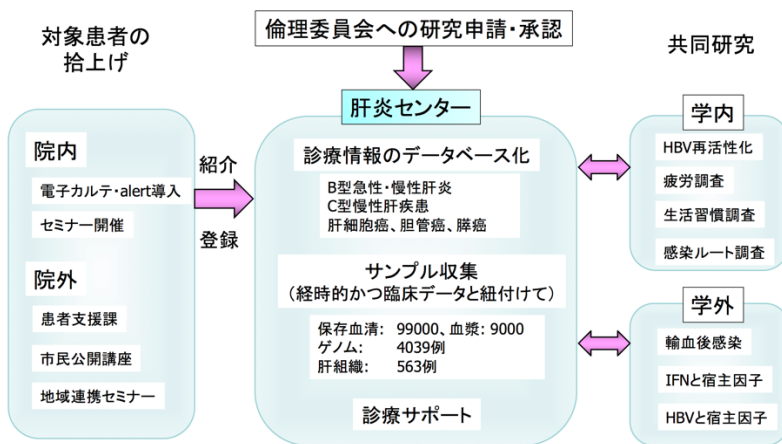 対象患者の
拾上げ
倫理委員会への研究申請・承認
共同研究
院内
電子カルテ・alert導入
セミナー開催
院外
患者支援課
市民公開講座
地域連携セミナー
紹介
登録
肝炎センター
診療情報のデータベース化
B型急性・慢性肝炎
C型慢性肝疾患
肝細胞癌、胆管癌、膵癌
サンプル収集
（経時的かつ臨床データと紐付けて）
保存血清: 99000、血漿: 9000
ゲノム: 4039例
肝組織: 563例
診療サポート
学内
HBV再活性化
疲労調査
生活習慣調査
感染ルート調査
学外
輸血後感染
IFNと宿主因子
HBVと宿主因子